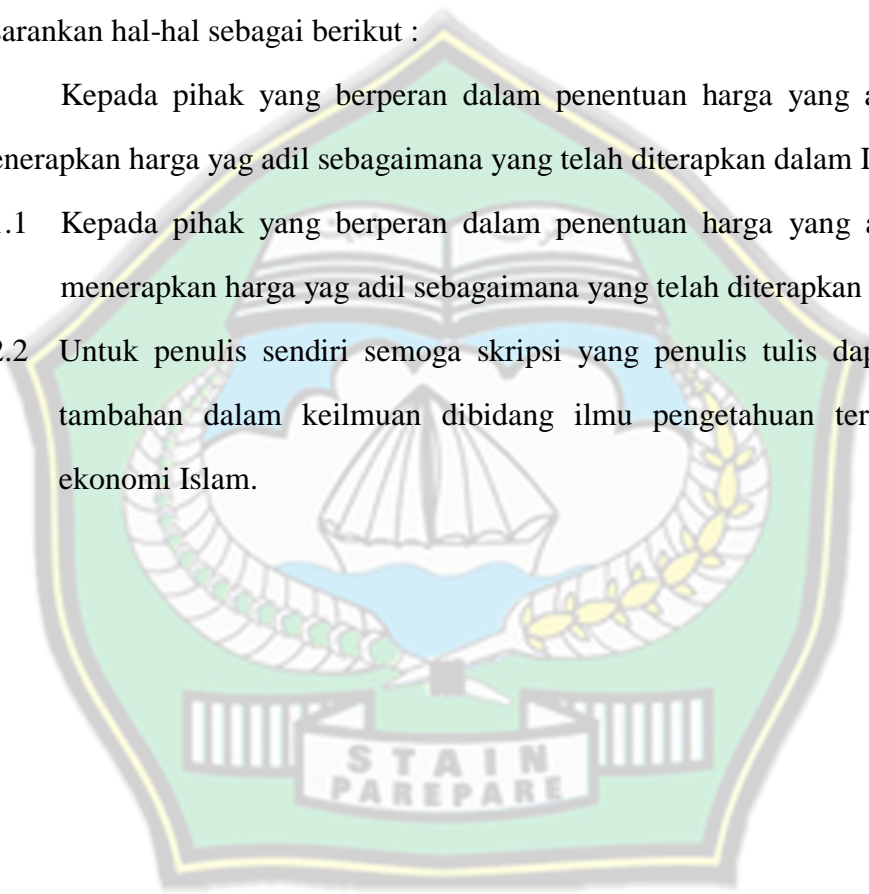 arankan hal-hal sebagai berikut :
Kepada pihak yang berperan dalam penentuan harga yang a
enerapkan harga yag adil sebagaimana yang telah diterapkan dalam I
.1 Kepada pihak yang berperan dalam penentuan harga yang a
menerapkan harga yag adil sebagaimana yang telah diterapkan
2.2 Untuk penulis sendiri semoga skripsi yang penulis tulis dap
tambahan dalam keilmuan dibidang ilmu pengetahuan ter
ekonomi Islam.
STAIN
PAREPARE